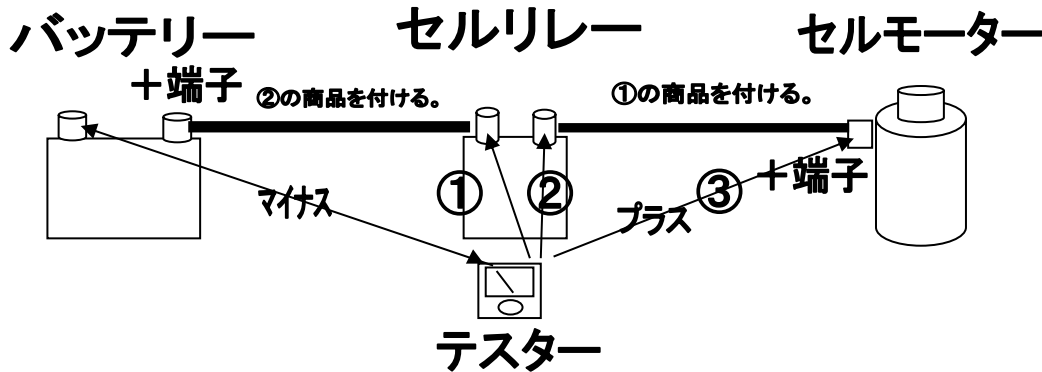 バッテリー
セルリレー
セルモーター
＋端子
②の商品を付ける。
①の商品を付ける。
マイナス
①
②
プラス
③
＋端子
テスター